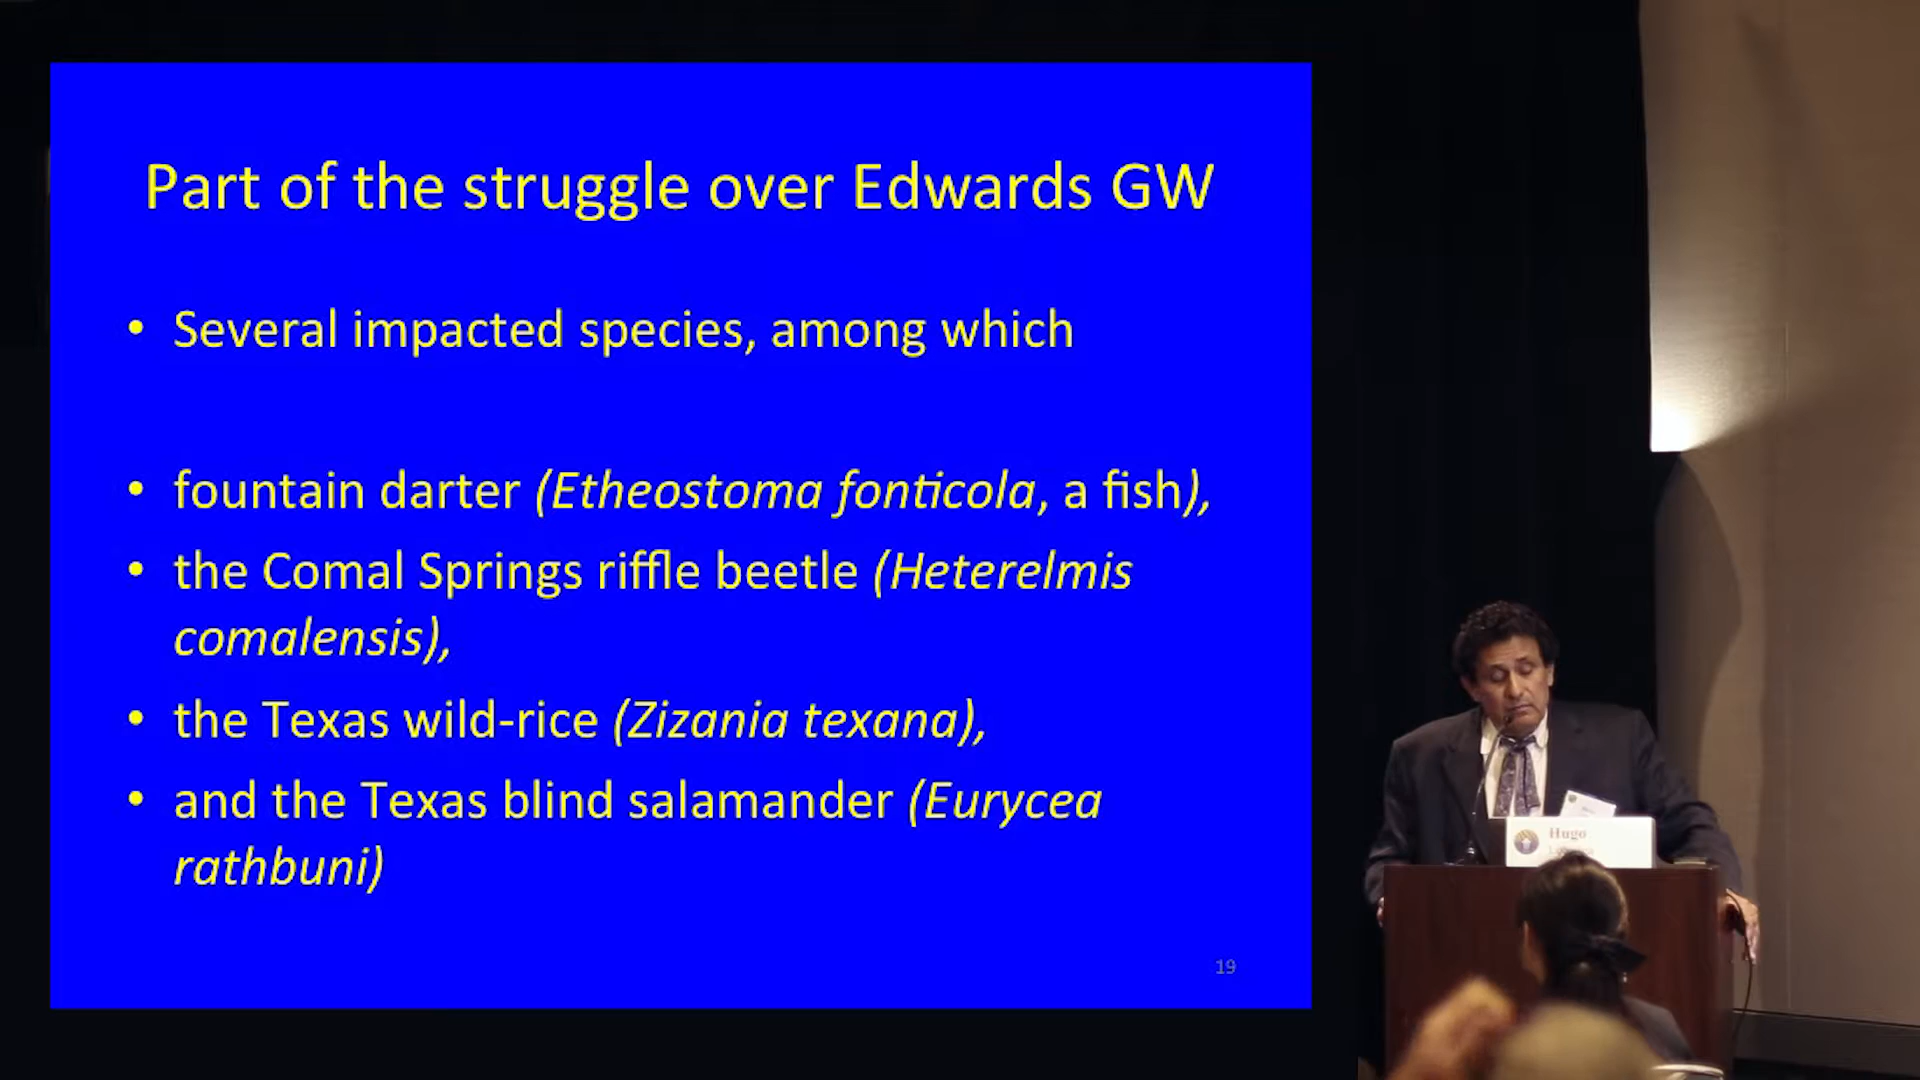 Part of the struggle over Edwards GW
• Several impacted species, among which
• fountain darter (Etheostoma fonticola, a fish),
• the Comal Springs riffle beetle (Heterelmis
comalensis),
• the Texas wild-rice (Zizania texana),
• and the Texas blind salamander (Eurycea
rathbuni)
19
Hugo